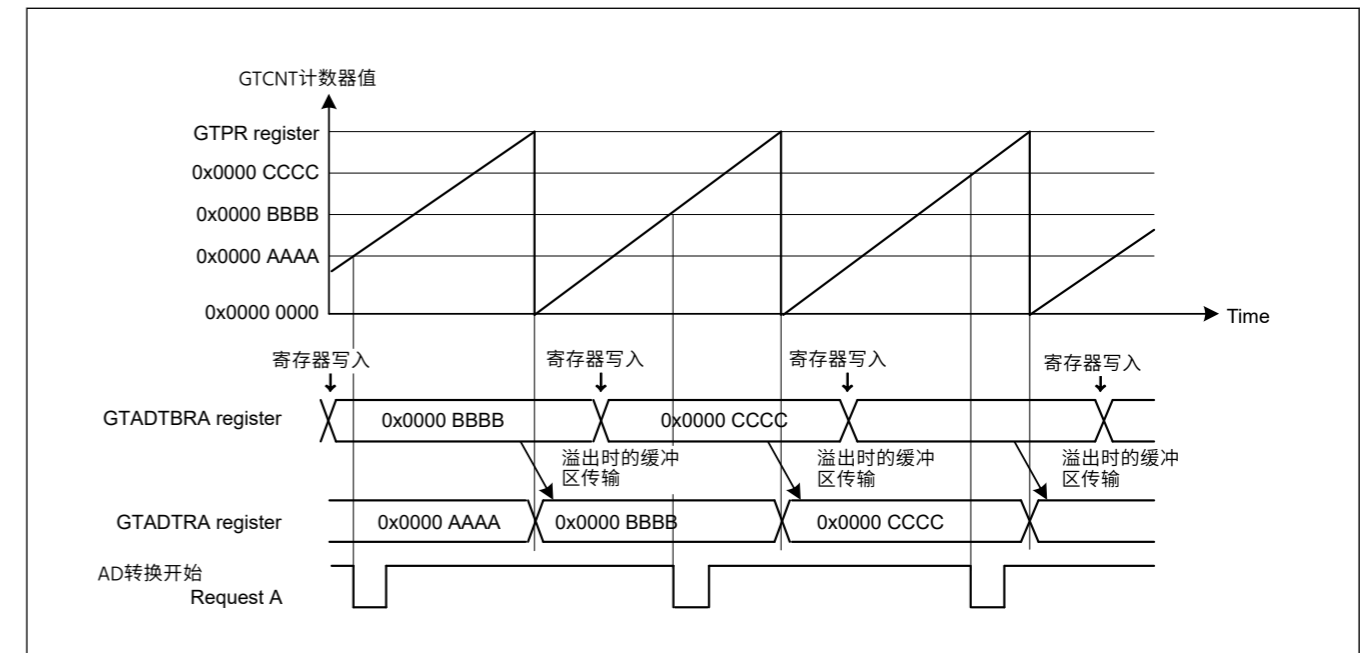 GTCNT计数器值
GTPR register
0x0000 CCCC
0x0000 BBBB
0x0000 AAAA
0x0000 0000
Time
寄存器写入 寄存器写入 寄存器写入 寄存器写入
GTADTBRA register 0x0000 BBBB 0x0000 CCCC
溢出时的缓冲 溢出时的缓冲 溢出时的缓冲
区传输 区传输 区传输
GTADTRA register 0x0000 AAAA 0x0000 BBBB 0x0000 CCCC
AD转换开始
Request A